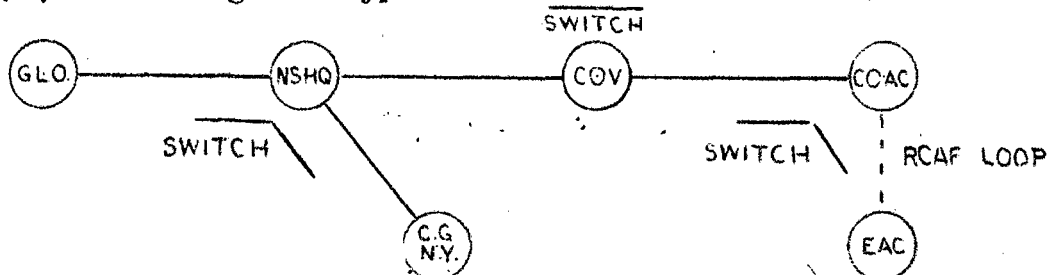 SWITCH
GLO.
NSHQ
COV
COAC
SWITCH
SWITCH
RCAF LOOP
C.G
N.Y.
EAC